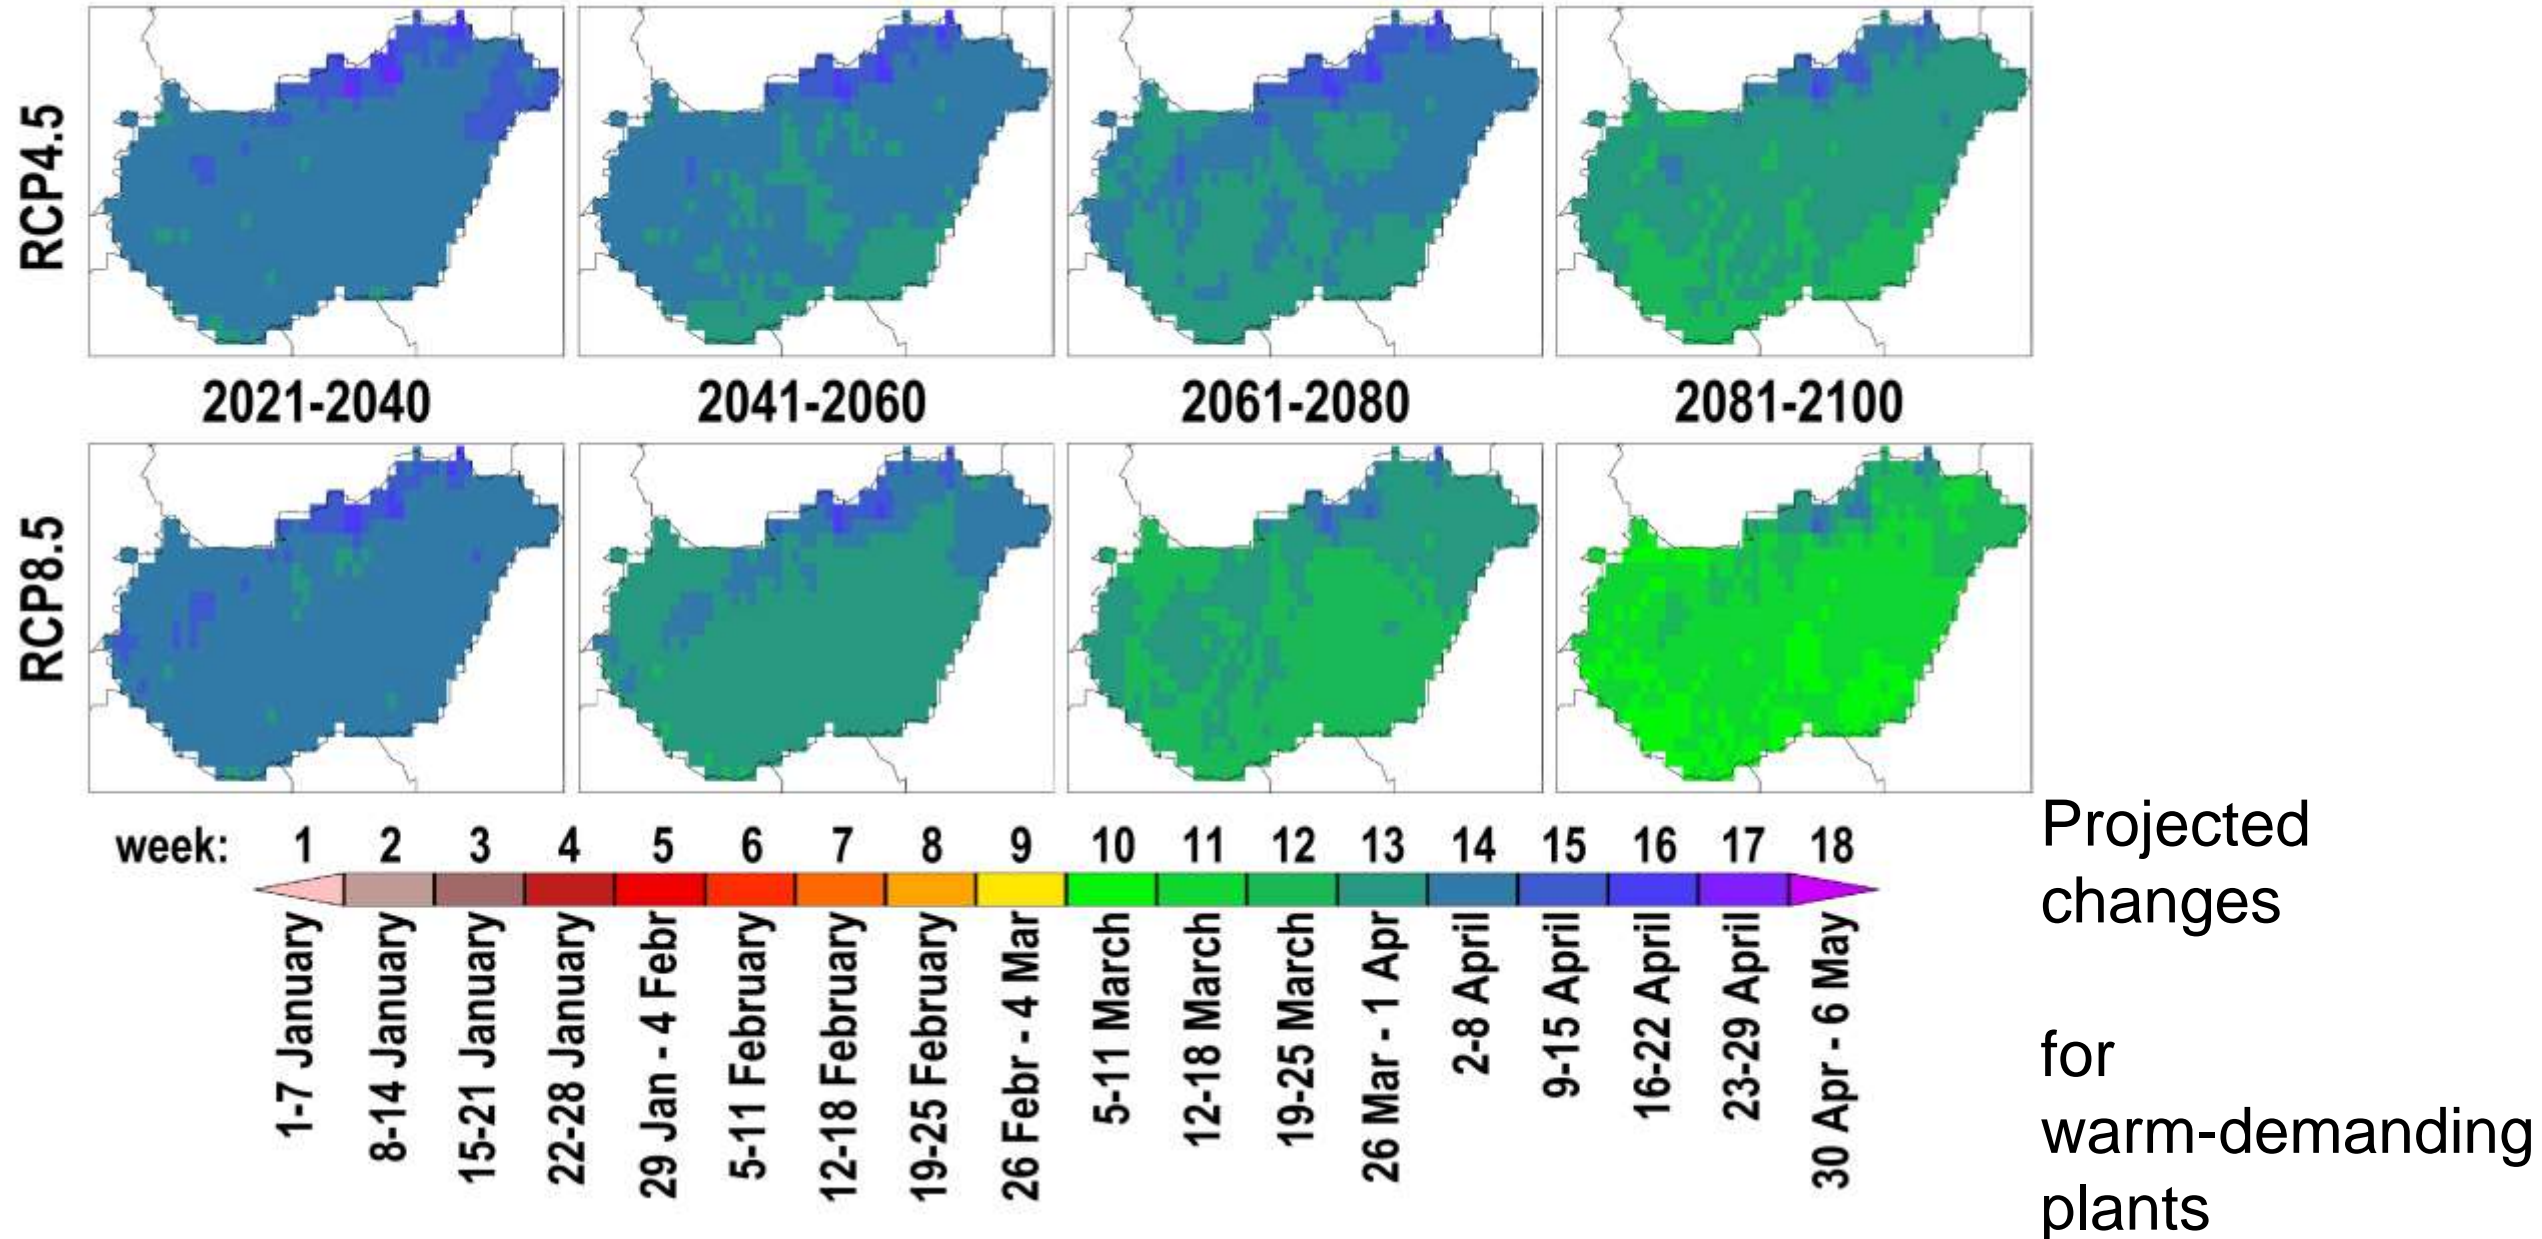 RCP4.5
2021-2040 2041-2060 2061-2080 2081-2100
RCP8.5
week: 1 2 3 4 5 6 7 8 9 10 11 12 13 14 15 16 17 18
1-7 January
8-14 January
15-21 January
22-28 January
29 Jan - 4 Febr
5-11 February
12-18 February
19-25 February
26 Febr - 4 Mar
5-11 March
12-18 March
19-25 March
26 Mar - 1 Apr
2-8 April
9-15 April
16-22 April
23-29 April
30 Apr - 6 May
Projected
changes
for
warm-demanding
plants